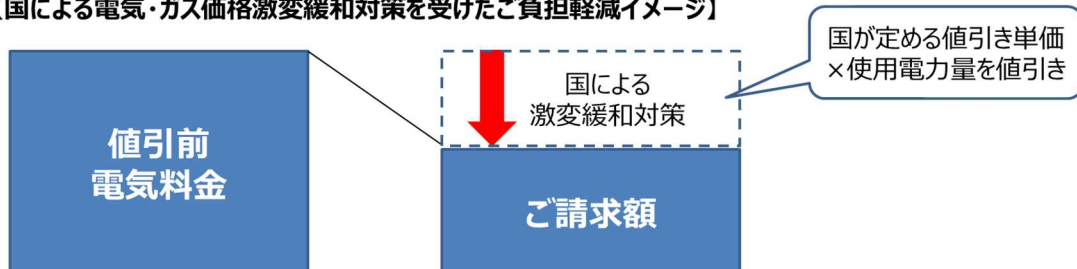 【国による電気・ガス価格激変緩和対策を受けたご負担軽減イメージ】
国が定める値引き単価
×使用電力量を値引き
国による
激変緩和対策
値引前
電気料金
ご請求額